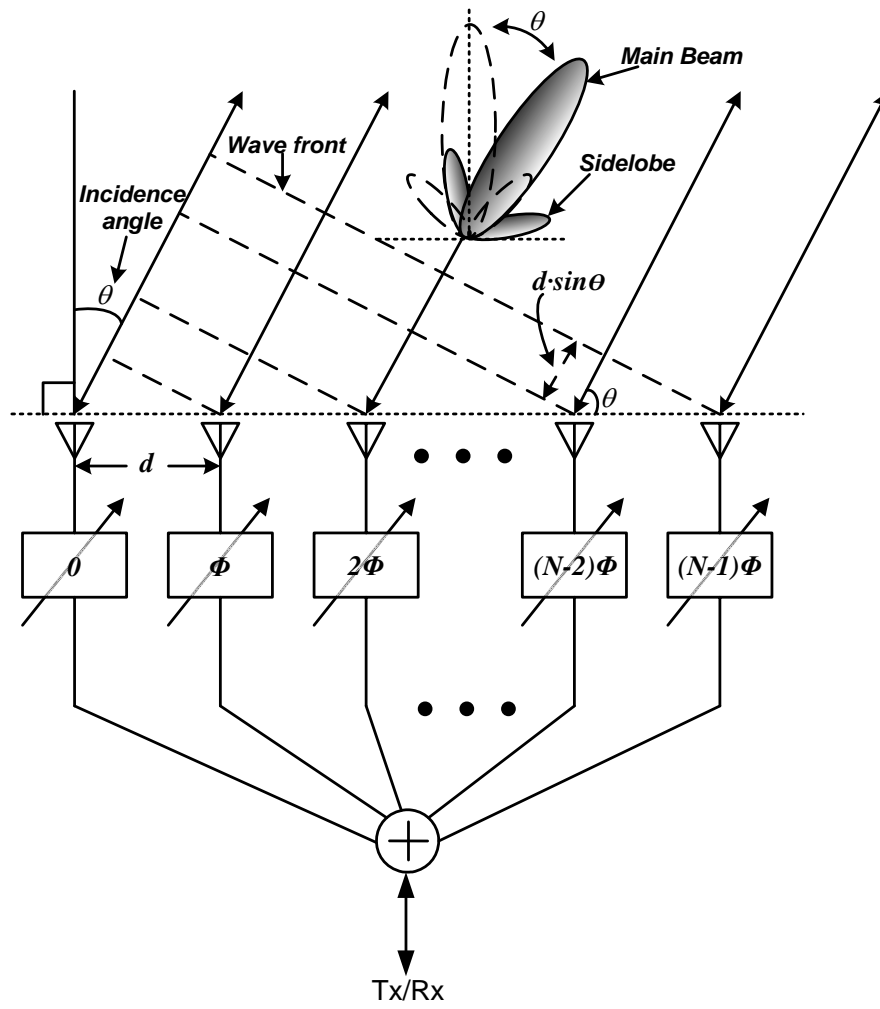 θ
Main Beam
Wave front
Sidelobe
Incidence
angle
θ
d·sinθ
θ
d
0
Φ
2Φ
(N-2)Φ
(N-1)Φ
Tx/Rx